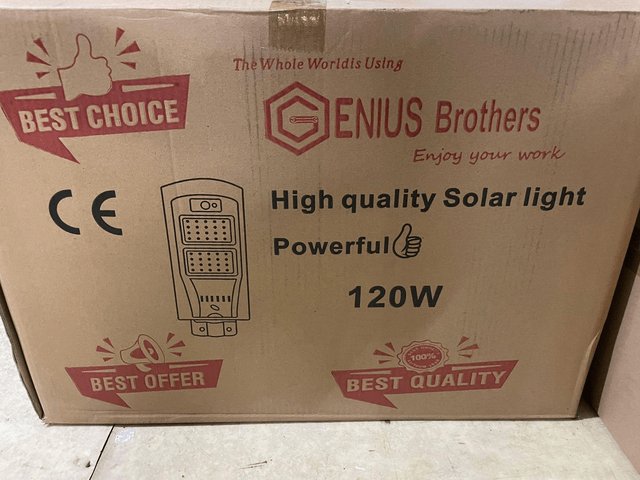 The Whole Worldis Using
BEST CHOICE
GENIUS Brothers
Enjoy your work
CE
High quality Solar light
Powerful
120W
BEST OFFER
100%
BEST QUALITY